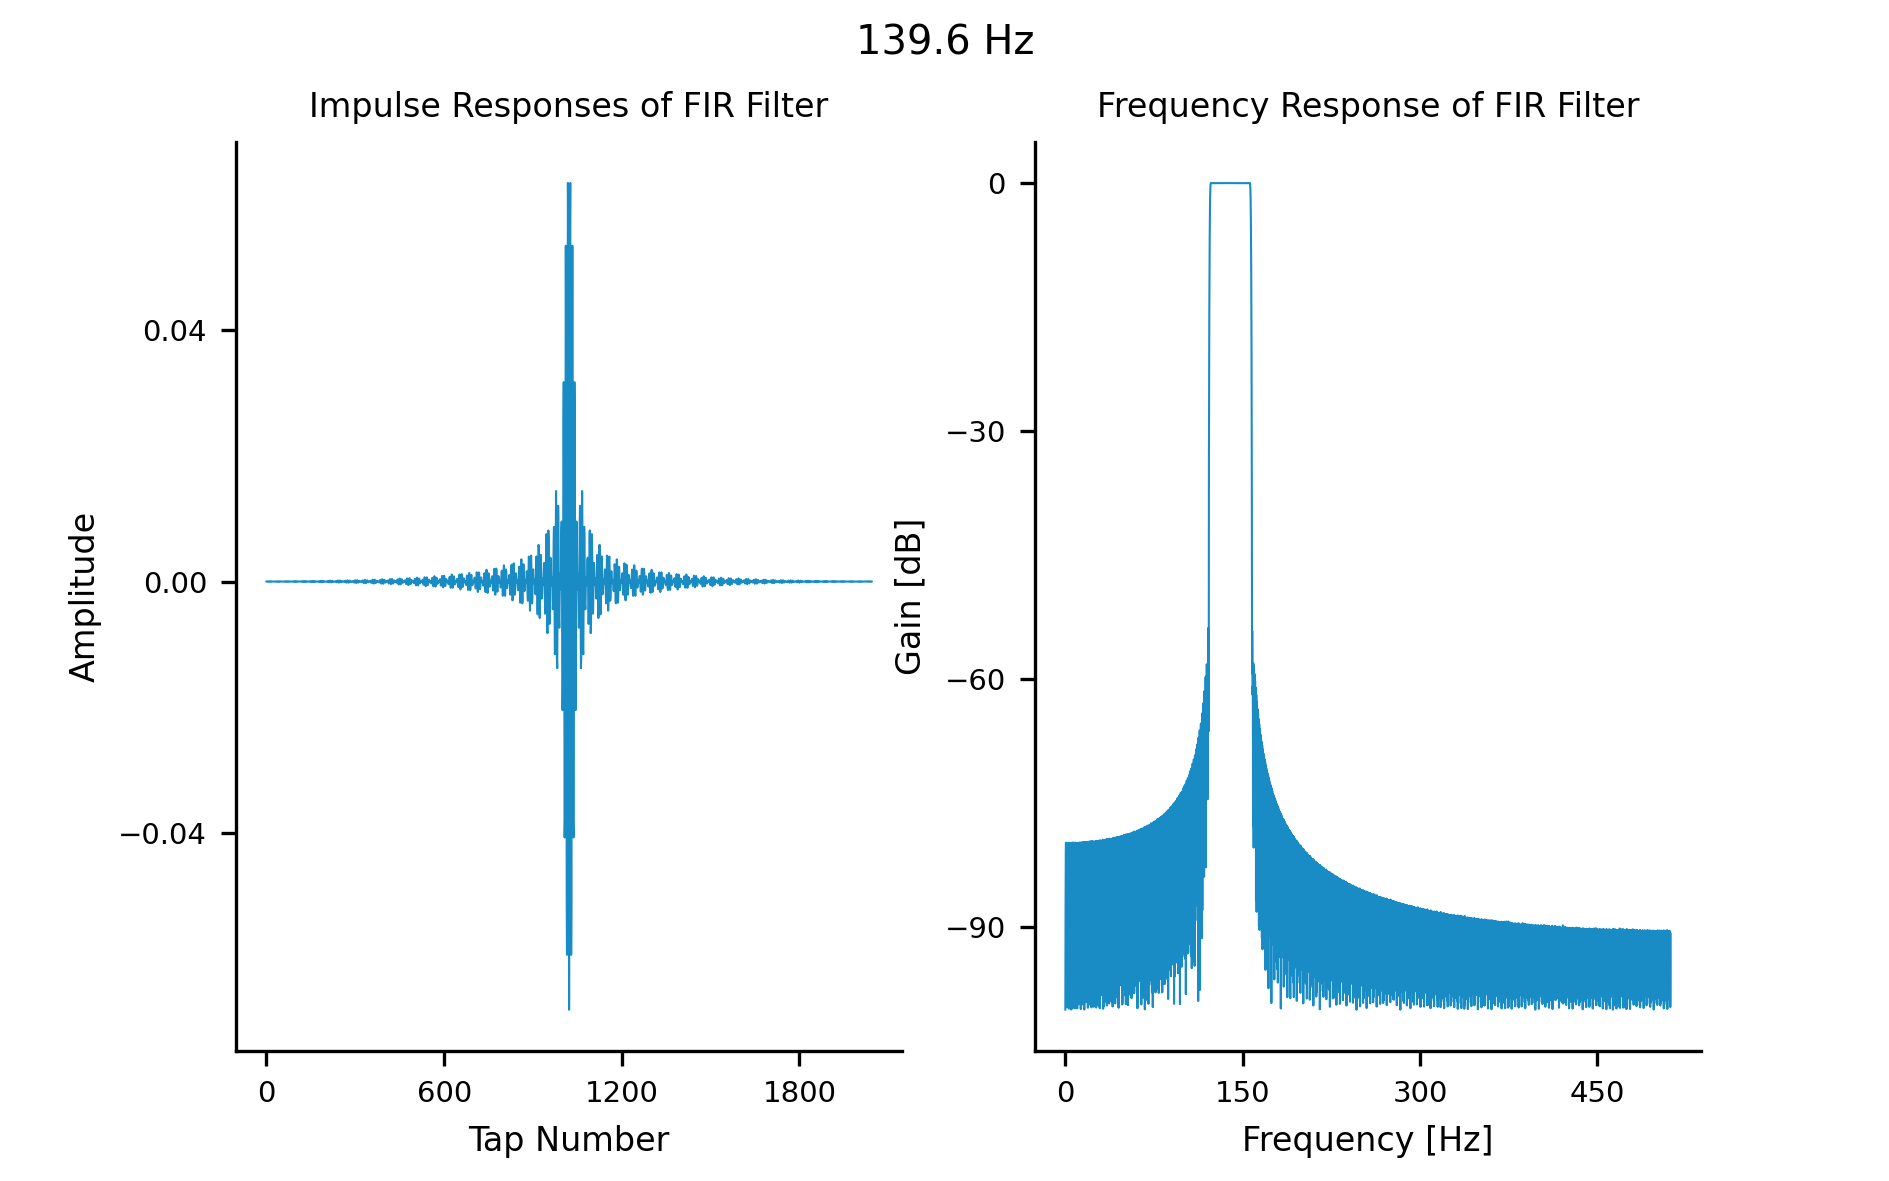 139.6 Hz
Impulse Responses of FIR Filter
Amplitude
0.04
0.00
−0.04
0 600 1200 1800
Tap Number
Frequency Response of FIR Filter
Gain [dB]
0
−30
−60
−90
0 150 300 450
Frequency [Hz]